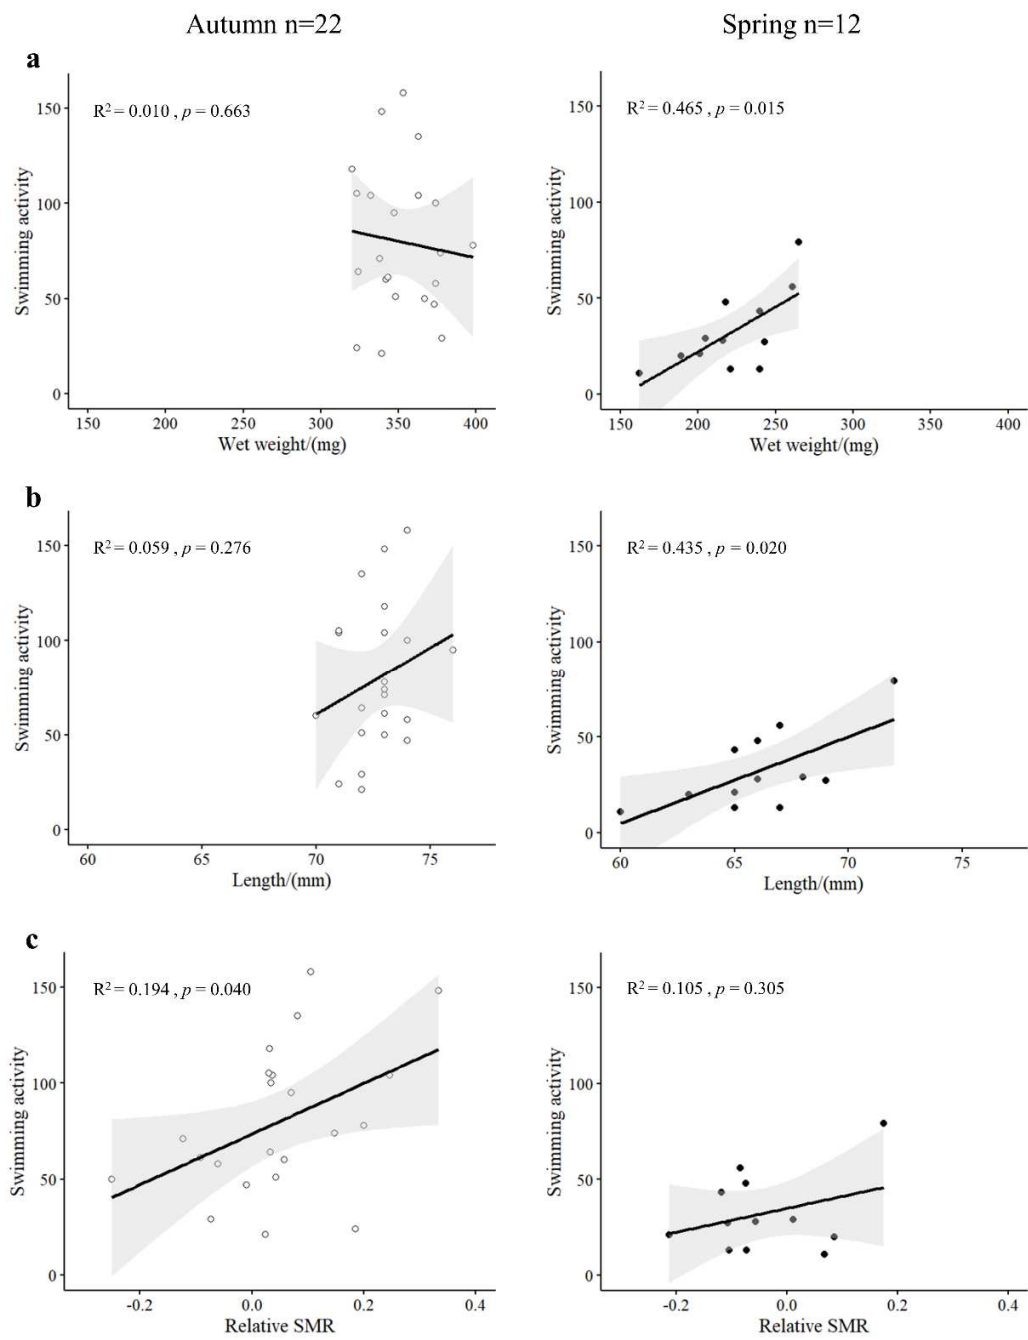 Autumn n=22
Spring n=12
a
R² = 0.010 , p = 0.663
Swimming activity
150
100
50
0
150 200 250 300 350 400
Wet weight/(mg)
R² = 0.465 , p = 0.015
Swimming activity
150
100
50
0
150 200 250 300 350 400
Wet weight/(mg)
b
R² = 0.059 , p = 0.276
Swimming activity
150
100
50
0
60 65 70 75
Length/(mm)
R² = 0.435 , p = 0.020
Swimming activity
150
100
50
0
60 65 70 75
Length/(mm)
c
R² = 0.194 , p = 0.040
Swimming activity
150
100
50
0
-0.2 0.0 0.2 0.4
Relative SMR
R² = 0.105 , p = 0.305
Swimming activity
150
100
50
0
-0.2 0.0 0.2 0.4
Relative SMR